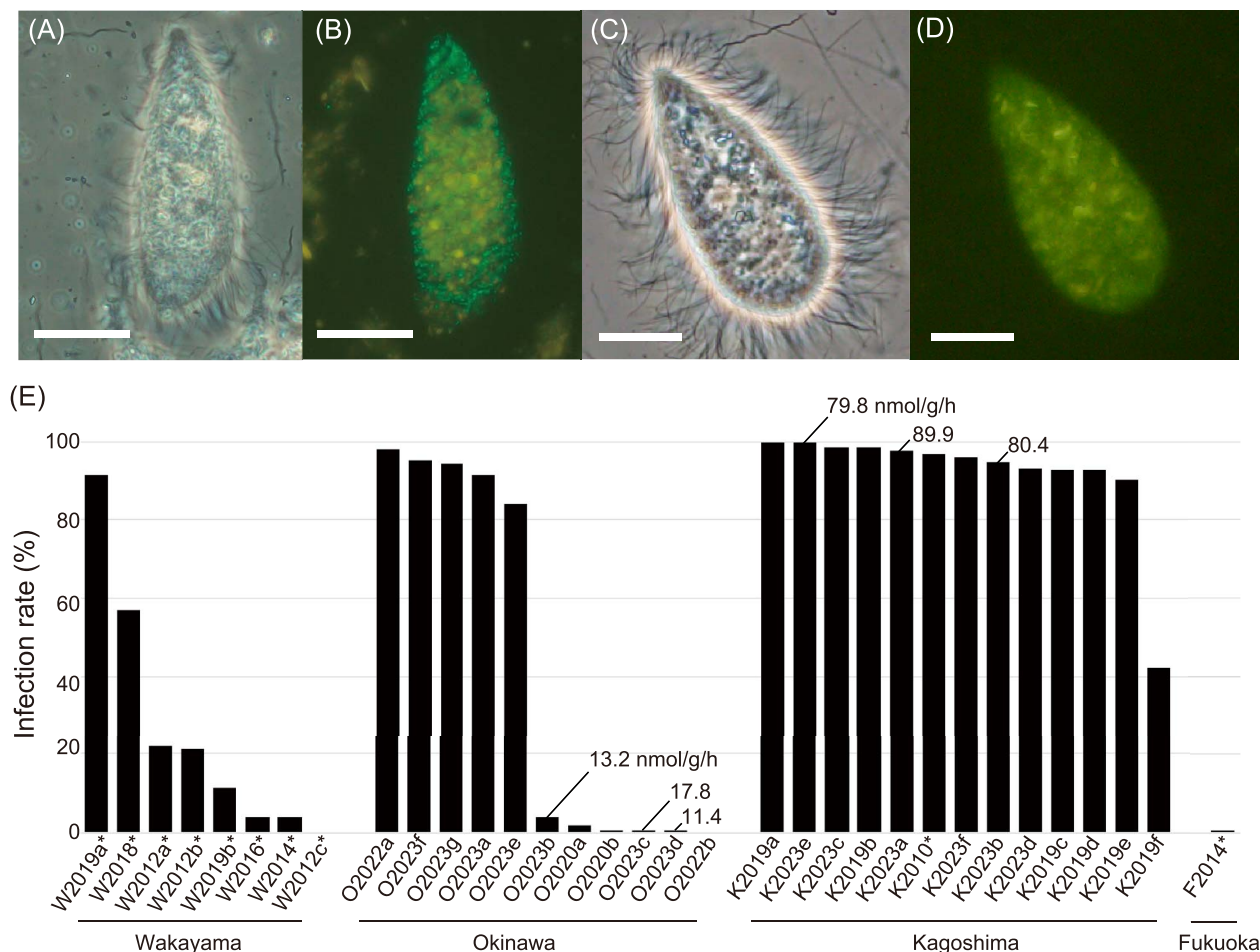 (A)
(B)
(C)
(D)
(E)
79.8 nmol/g/h
89.9
80.4
13.2 nmol/g/h
17.8
11.4
Infection rate (%)
100
80
60
40
20
0
W2019a*
W2018*
W2012a*
W2012b*
W2019b*
W2016*
W2014*
W2012c*
O2022a
O2023f
O2023g
O2023a
O2023e
O2023b
O2020a
O2020b
O2023c
O2023d
O2022b
K2019a
K2023e
K2023c
K2019b
K2023a
K2010*
K2023f
K2023b
K2023d
K2019c
K2019d
K2019e
K2019f
F2014*
Wakayama
Okinawa
Kagoshima
Fukuoka